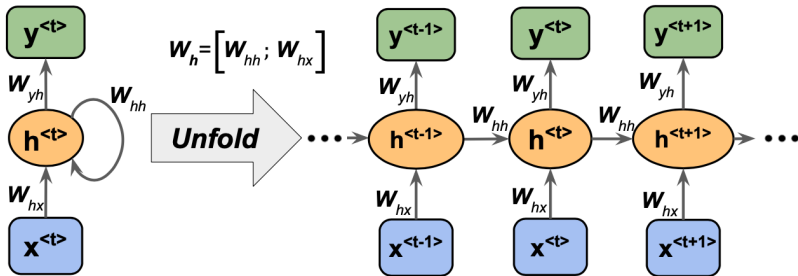 y<t>
W_yh
W_hh
h<t>
W_hx
x<t>
W_h=[W_hh; W_hx]
Unfold
•••
y<t-1>
y<t>
y<t+1>
W_yh
W_yh
W_yh
h<t-1>
W_hh
h<t>
W_hh
h<t+1>
•••
W_hx
W_hx
W_hx
x<t-1>
x<t>
x<t+1>